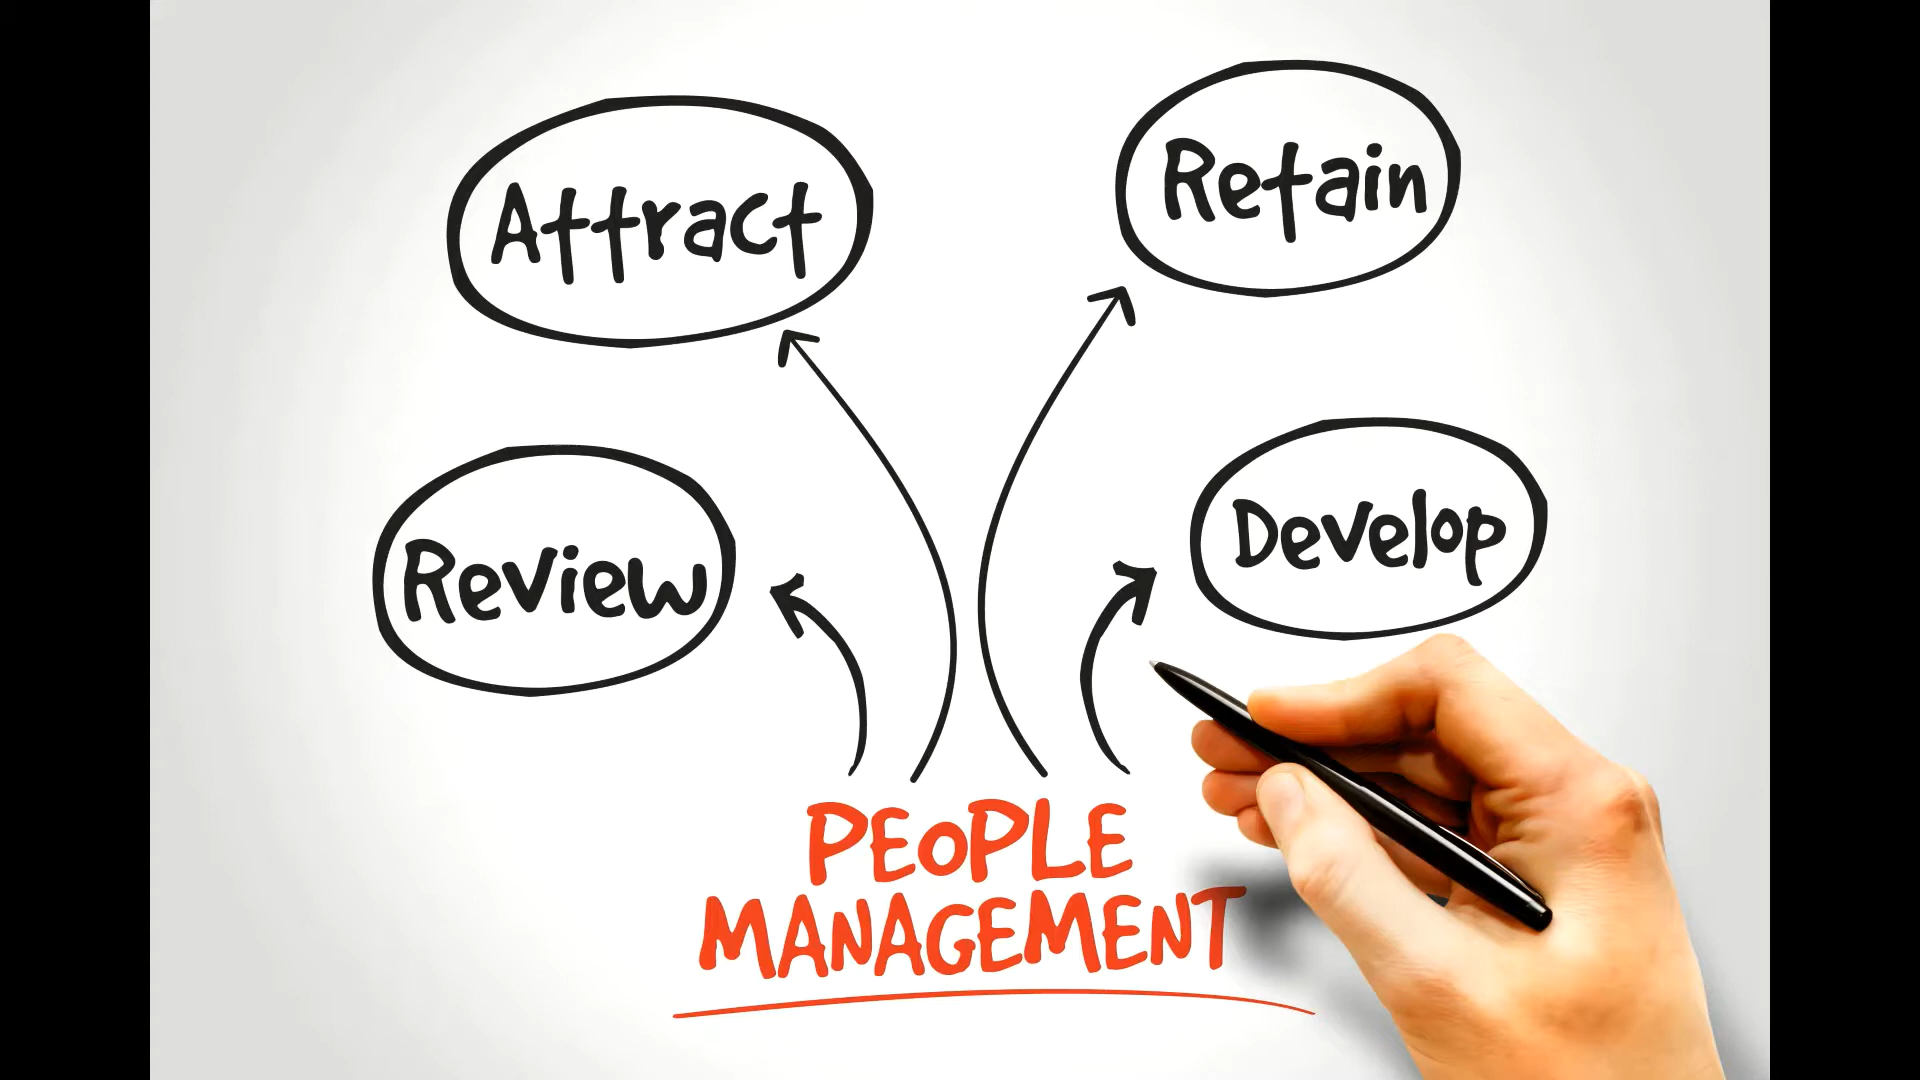 Attract
Retain
Review
Develop
PEOPLE
MANAGEMENT